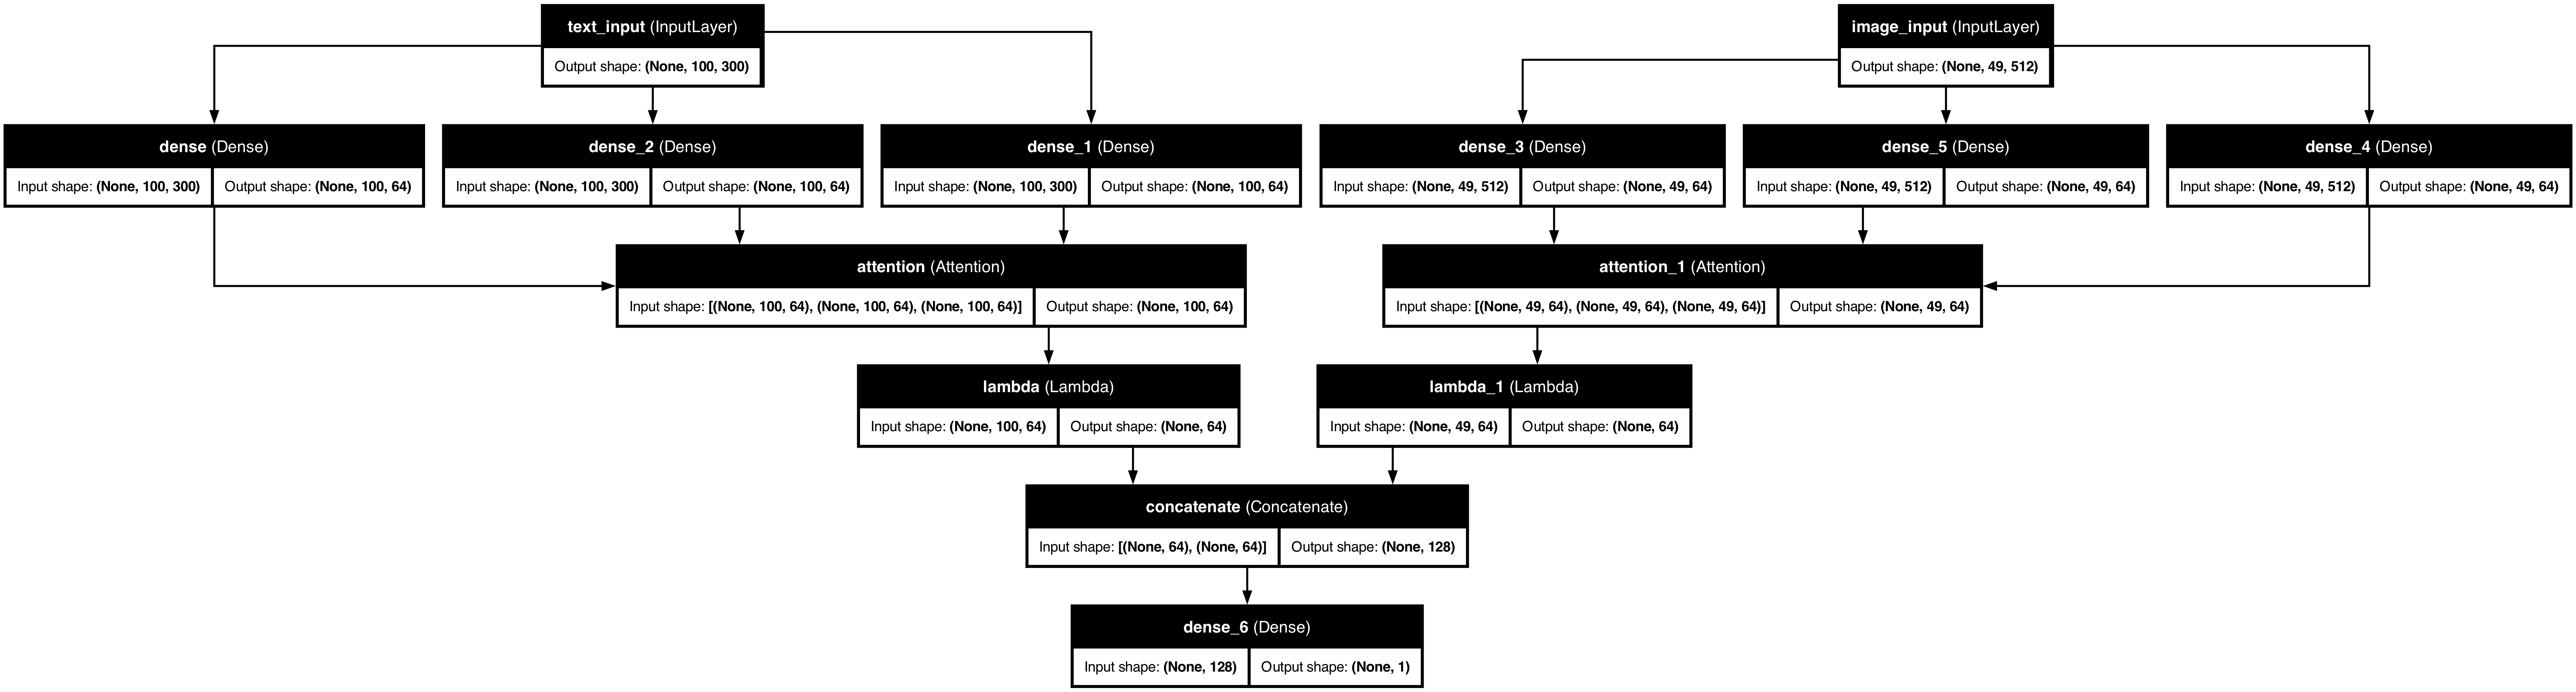 text_input (InputLayer)
Output shape: (None, 100, 300)
image_input (InputLayer)
Output shape: (None, 49, 512)
dense (Dense)
Input shape: (None, 100, 300) Output shape: (None, 100, 64)
dense_2 (Dense)
Input shape: (None, 100, 300) Output shape: (None, 100, 64)
dense_1 (Dense)
Input shape: (None, 100, 300) Output shape: (None, 100, 64)
dense_3 (Dense)
Input shape: (None, 49, 512) Output shape: (None, 49, 64)
dense_5 (Dense)
Input shape: (None, 49, 512) Output shape: (None, 49, 64)
dense_4 (Dense)
Input shape: (None, 49, 512) Output shape: (None, 49, 64)
attention (Attention)
Input shape: [(None, 100, 64), (None, 100, 64), (None, 100, 64)] Output shape: (None, 100, 64)
attention_1 (Attention)
Input shape: [(None, 49, 64), (None, 49, 64), (None, 49, 64)] Output shape: (None, 49, 64)
lambda (Lambda)
Input shape: (None, 100, 64) Output shape: (None, 64)
lambda_1 (Lambda)
Input shape: (None, 49, 64) Output shape: (None, 64)
concatenate (Concatenate)
Input shape: [(None, 64), (None, 64)] Output shape: (None, 128)
dense_6 (Dense)
Input shape: (None, 128) Output shape: (None, 1)